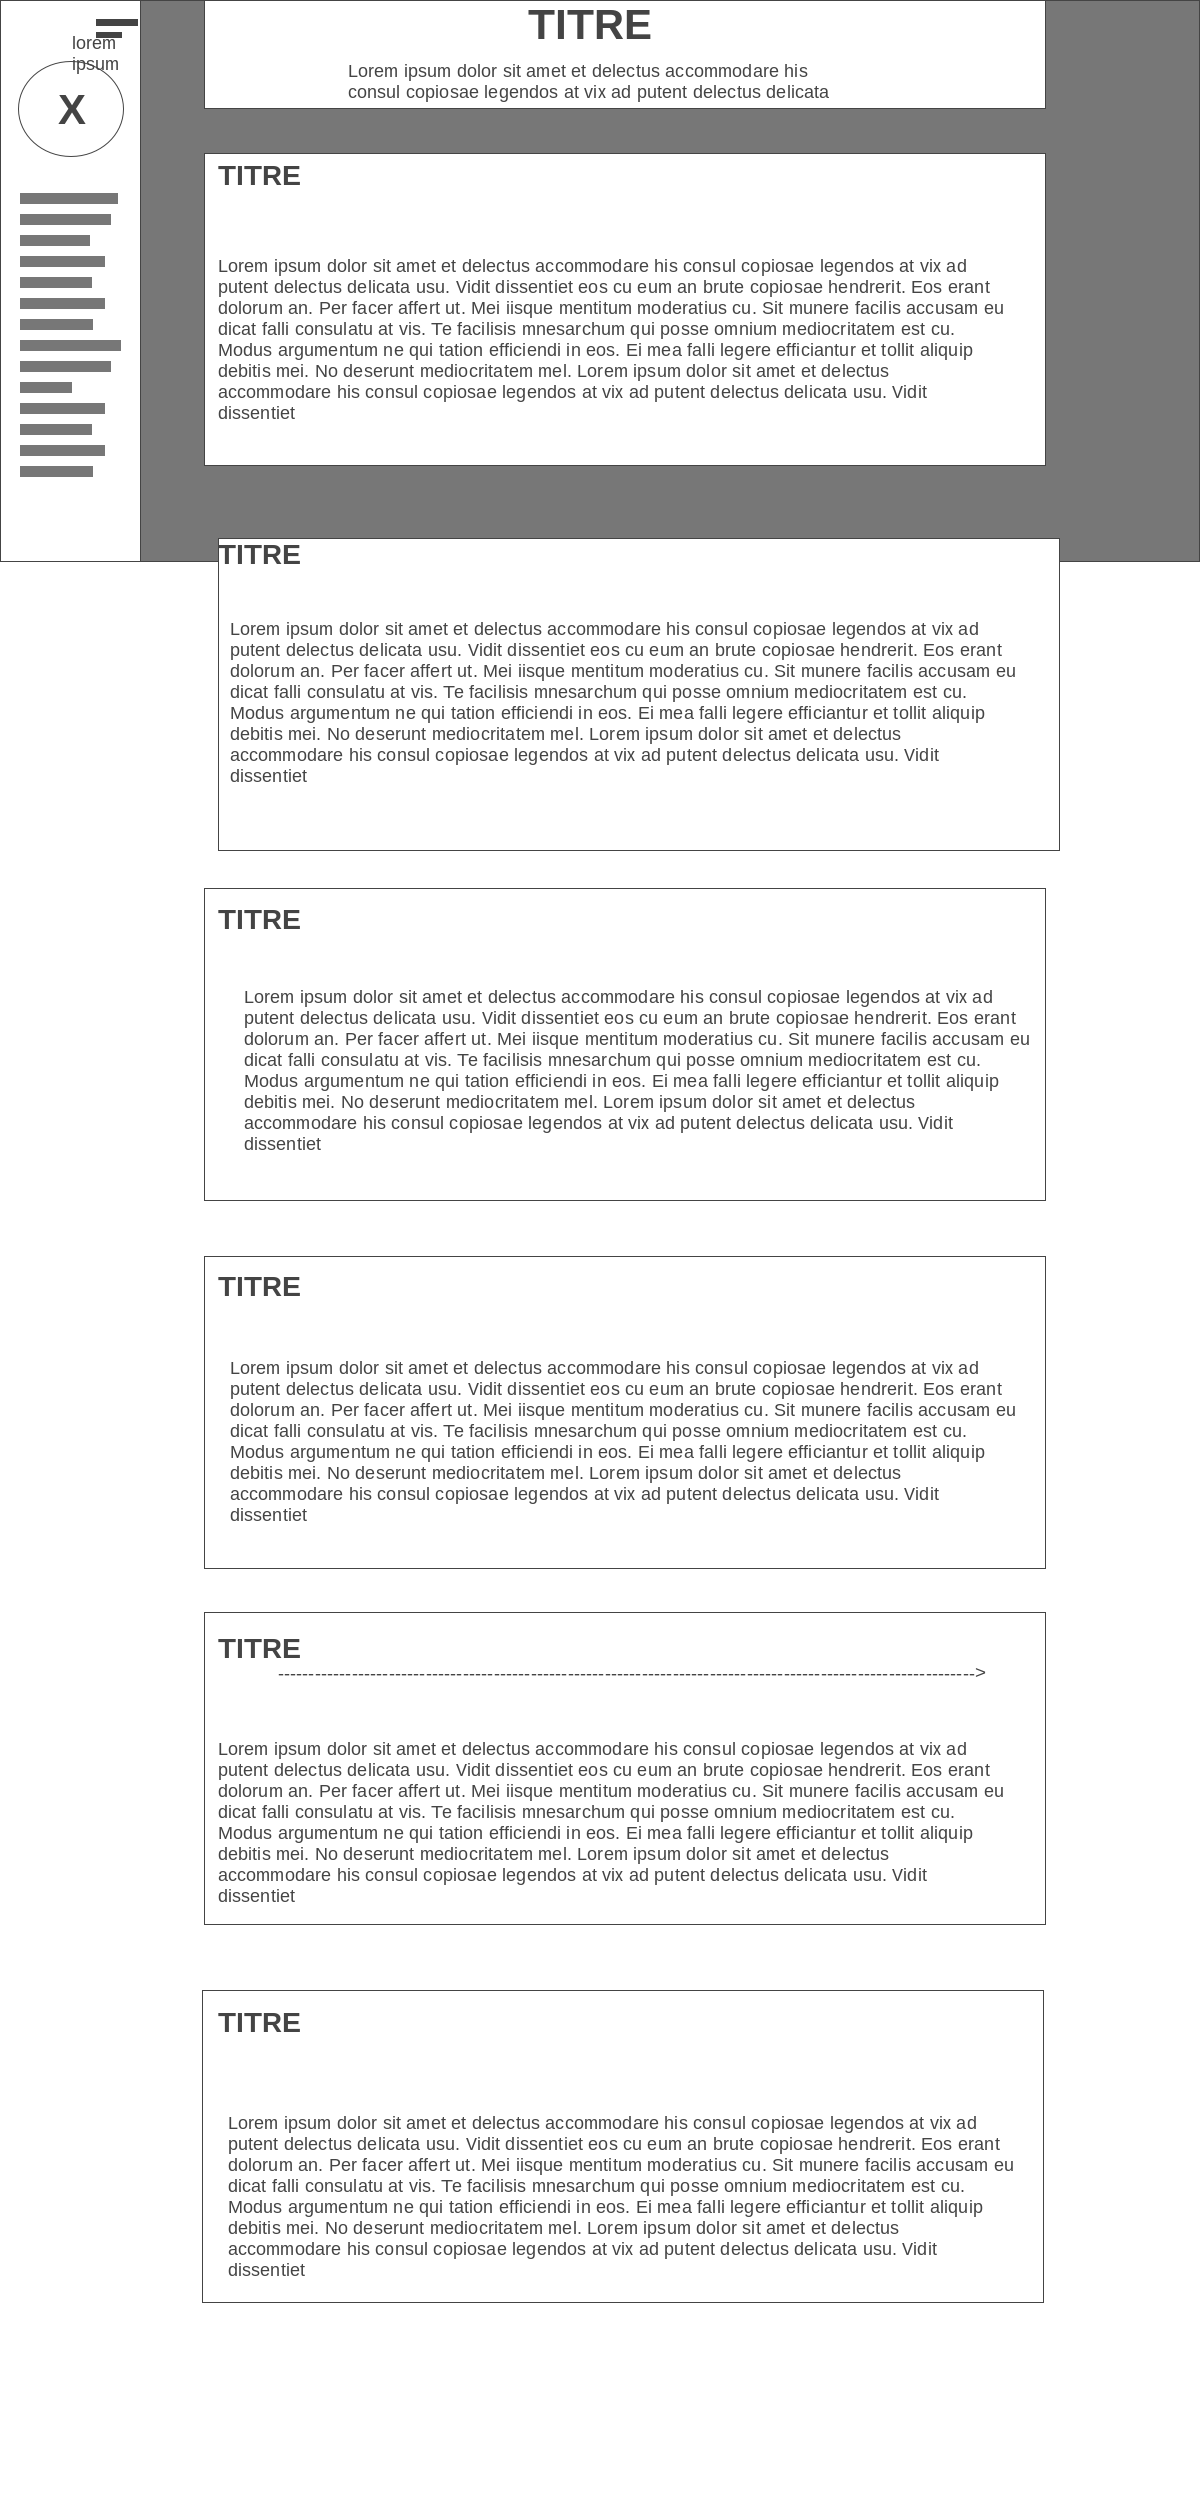 lorem
ipsum
X
TITRE
Lorem ipsum dolor sit amet et delectus accommodare his
consul copiosae legendos at vix ad putent delectus delicata
TITRE
Lorem ipsum dolor sit amet et delectus accommodare his consul copiosae legendos at vix ad
putent delectus delicata usu. Vidit dissentiet eos cu eum an brute copiosae hendrerit. Eos erant
dolorum an. Per facer affert ut. Mei iisque mentitum moderatius cu. Sit munere facilis accusam eu
dicat falli consulatu at vis. Te facilisis mnesarchum qui posse omnium mediocritatem est cu.
Modus argumentum ne qui tation efficiendi in eos. Ei mea falli legere efficiantur et tollit aliquip
debitis mei. No deserunt mediocritatem mel. Lorem ipsum dolor sit amet et delectus
accommodare his consul copiosae legendos at vix ad putent delectus delicata usu. Vidit
dissentiet
TITRE
Lorem ipsum dolor sit amet et delectus accommodare his consul copiosae legendos at vix ad
putent delectus delicata usu. Vidit dissentiet eos cu eum an brute copiosae hendrerit. Eos erant
dolorum an. Per facer affert ut. Mei iisque mentitum moderatius cu. Sit munere facilis accusam eu
dicat falli consulatu at vis. Te facilisis mnesarchum qui posse omnium mediocritatem est cu.
Modus argumentum ne qui tation efficiendi in eos. Ei mea falli legere efficiantur et tollit aliquip
debitis mei. No deserunt mediocritatem mel. Lorem ipsum dolor sit amet et delectus
accommodare his consul copiosae legendos at vix ad putent delectus delicata usu. Vidit
dissentiet
TITRE
Lorem ipsum dolor sit amet et delectus accommodare his consul copiosae legendos at vix ad
putent delectus delicata usu. Vidit dissentiet eos cu eum an brute copiosae hendrerit. Eos erant
dolorum an. Per facer affert ut. Mei iisque mentitum moderatius cu. Sit munere facilis accusam eu
dicat falli consulatu at vis. Te facilisis mnesarchum qui posse omnium mediocritatem est cu.
Modus argumentum ne qui tation efficiendi in eos. Ei mea falli legere efficiantur et tollit aliquip
debitis mei. No deserunt mediocritatem mel. Lorem ipsum dolor sit amet et delectus
accommodare his consul copiosae legendos at vix ad putent delectus delicata usu. Vidit
dissentiet
TITRE
Lorem ipsum dolor sit amet et delectus accommodare his consul copiosae legendos at vix ad
putent delectus delicata usu. Vidit dissentiet eos cu eum an brute copiosae hendrerit. Eos erant
dolorum an. Per facer affert ut. Mei iisque mentitum moderatius cu. Sit munere facilis accusam eu
dicat falli consulatu at vis. Te facilisis mnesarchum qui posse omnium mediocritatem est cu.
Modus argumentum ne qui tation efficiendi in eos. Ei mea falli legere efficiantur et tollit aliquip
debitis mei. No deserunt mediocritatem mel. Lorem ipsum dolor sit amet et delectus
accommodare his consul copiosae legendos at vix ad putent delectus delicata usu. Vidit
dissentiet
TITRE
-------------------------------------------------------------------------------------------------------------------->
Lorem ipsum dolor sit amet et delectus accommodare his consul copiosae legendos at vix ad
putent delectus delicata usu. Vidit dissentiet eos cu eum an brute copiosae hendrerit. Eos erant
dolorum an. Per facer affert ut. Mei iisque mentitum moderatius cu. Sit munere facilis accusam eu
dicat falli consulatu at vis. Te facilisis mnesarchum qui posse omnium mediocritatem est cu.
Modus argumentum ne qui tation efficiendi in eos. Ei mea falli legere efficiantur et tollit aliquip
debitis mei. No deserunt mediocritatem mel. Lorem ipsum dolor sit amet et delectus
accommodare his consul copiosae legendos at vix ad putent delectus delicata usu. Vidit
dissentiet
TITRE
Lorem ipsum dolor sit amet et delectus accommodare his consul copiosae legendos at vix ad
putent delectus delicata usu. Vidit dissentiet eos cu eum an brute copiosae hendrerit. Eos erant
dolorum an. Per facer affert ut. Mei iisque mentitum moderatius cu. Sit munere facilis accusam eu
dicat falli consulatu at vis. Te facilisis mnesarchum qui posse omnium mediocritatem est cu.
Modus argumentum ne qui tation efficiendi in eos. Ei mea falli legere efficiantur et tollit aliquip
debitis mei. No deserunt mediocritatem mel. Lorem ipsum dolor sit amet et delectus
accommodare his consul copiosae legendos at vix ad putent delectus delicata usu. Vidit
dissentiet